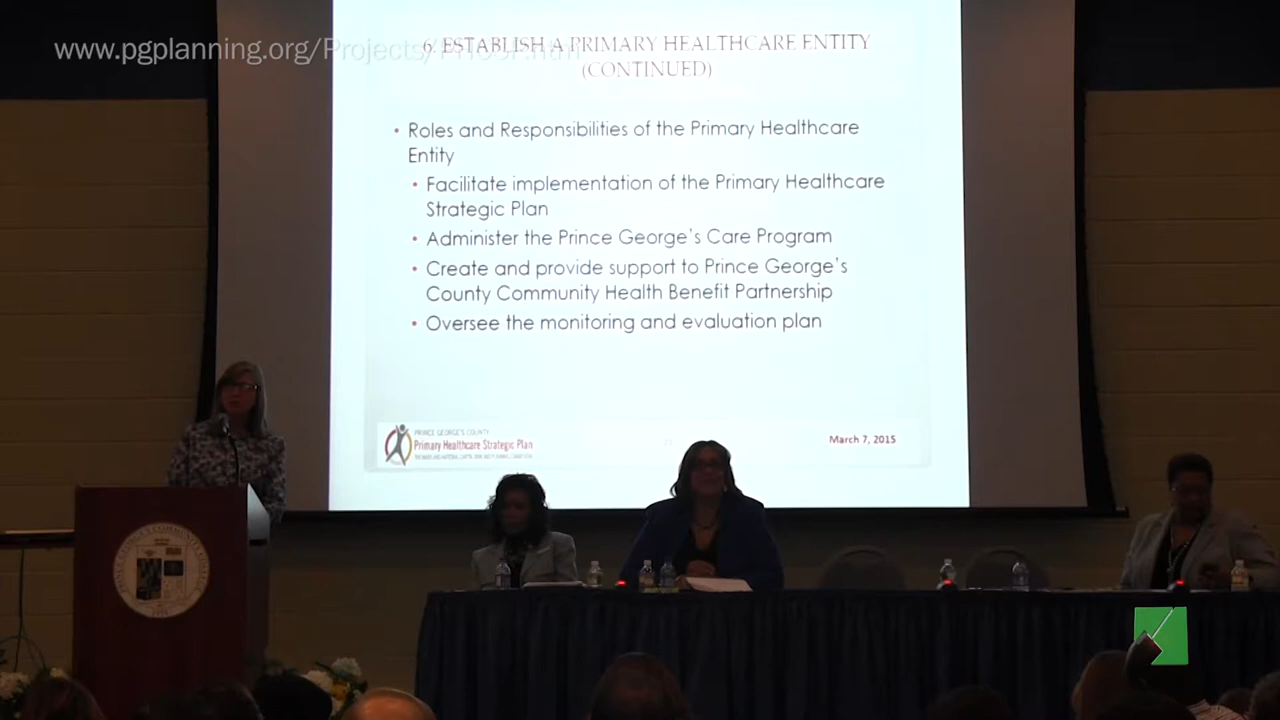 www.pgplanning.org/Projects/
6. ESTABLISH A PRIMARY HEALTHCARE ENTITY
(CONTINUED)
• Roles and Responsibilities of the Primary Healthcare
Entity
• Facilitate implementation of the Primary Healthcare
Strategic Plan
• Administer the Prince George's Care Program
• Create and provide support to Prince George's
County Community Health Benefit Partnership
• Oversee the monitoring and evaluation plan
PRINCE GEORGE'S COUNTY
Primary Healthcare Strategic Plan
March 7, 2015